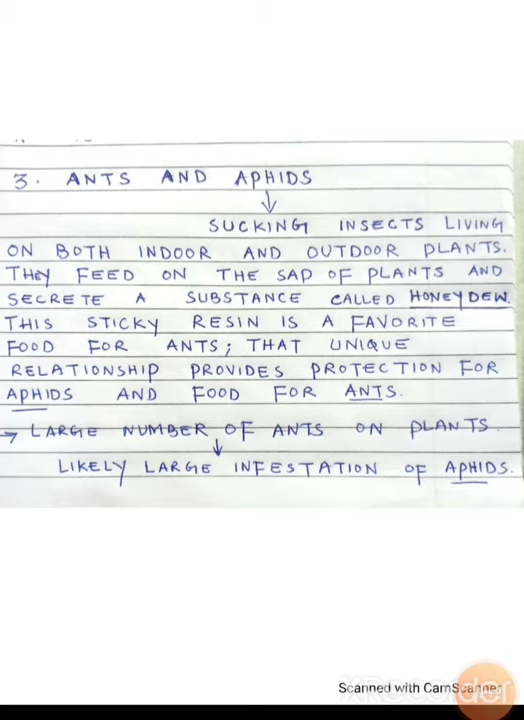 3. ANTS AND APHIDS
↓
SUCKING INSECTS LIVING
ON BOTH INDOOR AND OUTDOOR PLANTS.
THEY FEED ON THE SAP OF PLANTS AND
SECRETE A SUBSTANCE CALLED HONEYDEW.
THIS STICKY RESIN IS A FAVORITE
FOOD FOR ANTS; THAT UNIQUE
RELATIONSHIP PROVIDES PROTECTION FOR
APHIDS AND FOOD FOR ANTS.
→ LARGE NUMBER OF ANTS ON PLANTS.
↓
LIKELY LARGE INFESTATION OF APHIDS.
Scanned with CamScanner
XRecorder